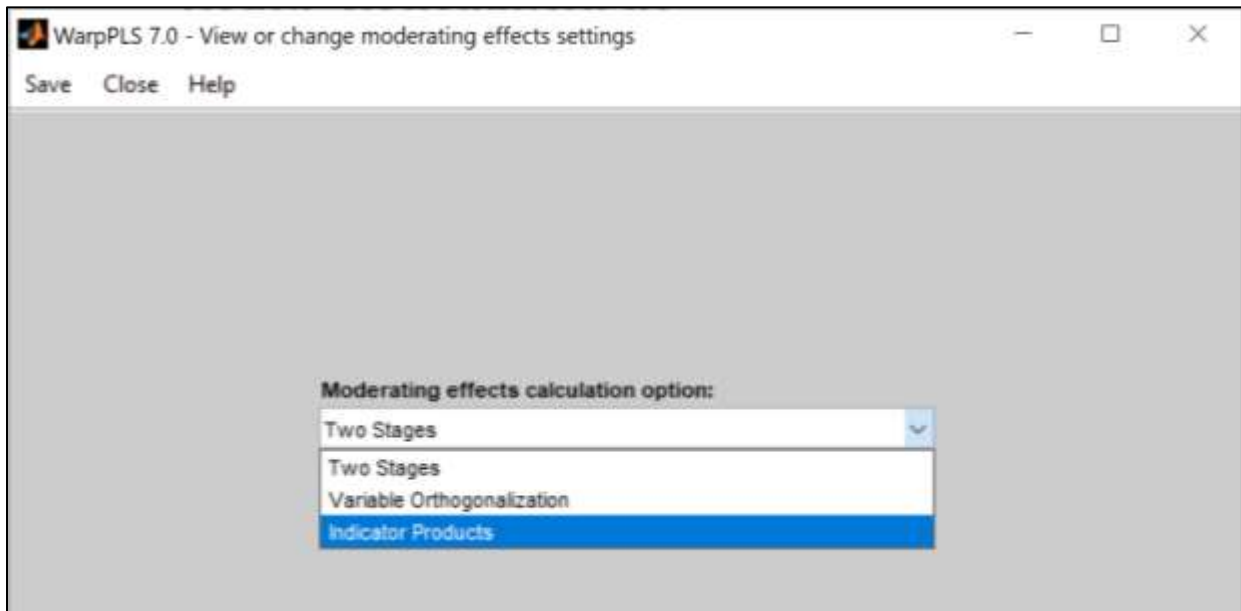 WarpPLS 7.0 - View or change moderating effects settings
Save Close Help
Moderating effects calculation option:
Two Stages
Two Stages
Variable Orthogonalization
Indicator Products